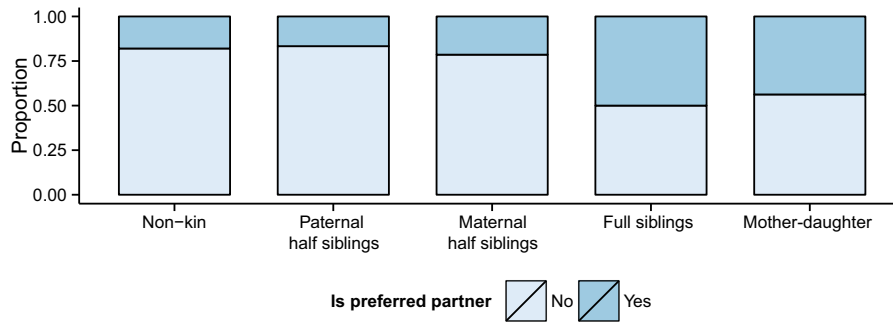 1.00
0.75
0.50
0.25
0.00
Proportion
Non−kin
Paternal
half siblings
Maternal
half siblings
Full siblings
Mother-daughter
Is preferred partner No Yes